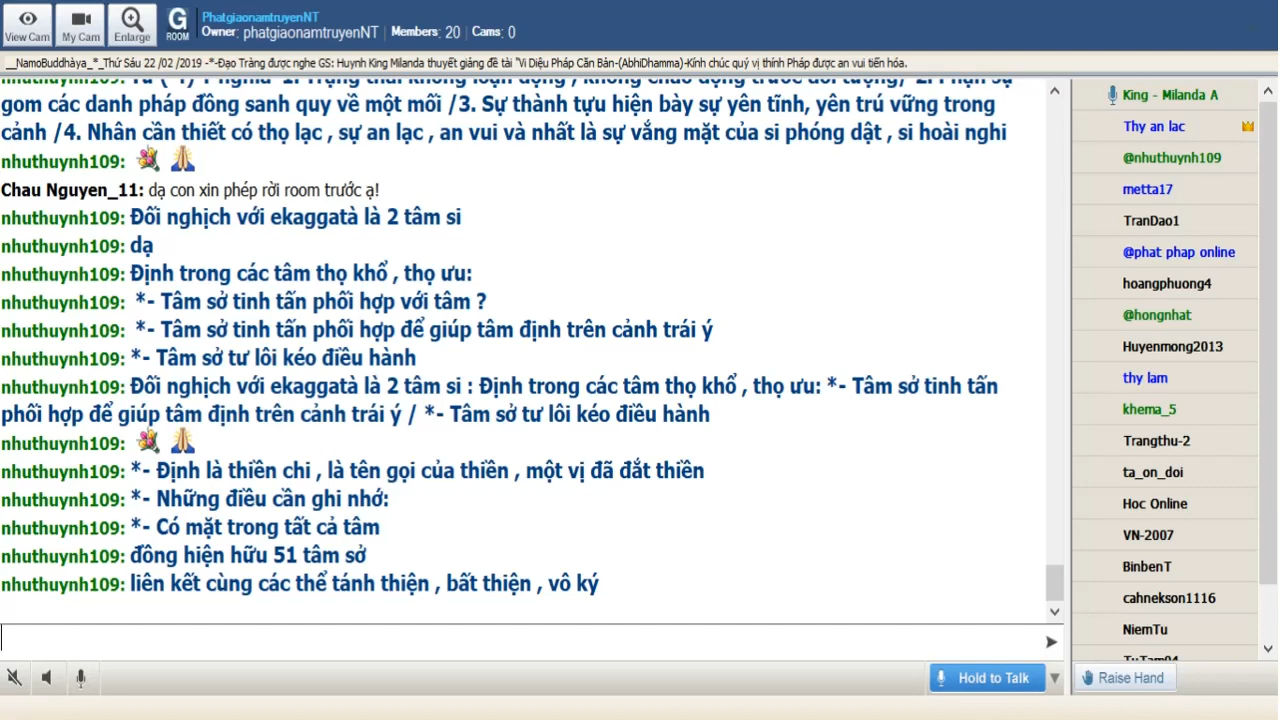 View Cam
My Cam
Enlarge
G
ROOM
PhatgiaonamtruyenNT
Owner: phatgiaonamtruyenNT | Members: 20 | Cams: 0
__NamoBuddhàya_*_Thứ Sáu 22 /02 /2019 -*-Đạo Tràng được nghe GS: Huynh King Milanda thuyết giảng đề tài "Vi Diệu Pháp Căn Bản-(AbhiDhamma)-Kính chúc quý vị thính Pháp được an vui tiến hóa.
gom các danh pháp đồng sanh quy về một mối /3. Sự thành tựu hiện bày sự yên tĩnh, yên trú vững trong
cảnh /4. Nhân cần thiết có thọ lạc , sự an lạc , an vui và nhất là sự vắng mặt của si phóng dật , si hoài nghi
nhuthuynh109:
Chau Nguyen_11: dạ con xin phép rời room trước ạ!
nhuthuynh109: Đối nghịch với ekaggatà là 2 tâm si
nhuthuynh109: dạ
nhuthuynh109: Định trong các tâm thọ khổ , thọ ưu:
nhuthuynh109: *- Tâm sở tinh tấn phối hợp với tâm ?
nhuthuynh109: *- Tâm sở tinh tấn phối hợp để giúp tâm định trên cảnh trái ý
nhuthuynh109: *- Tâm sở tư lôi kéo điều hành
nhuthuynh109: Đối nghịch với ekaggatà là 2 tâm si : Định trong các tâm thọ khổ , thọ ưu: *- Tâm sở tinh tấn
phối hợp để giúp tâm định trên cảnh trái ý / *- Tâm sở tư lôi kéo điều hành
nhuthuynh109:
nhuthuynh109: *- Định là thiền chi , là tên gọi của thiền , một vị đã đắt thiền
nhuthuynh109: *- Những điều cần ghi nhớ:
nhuthuynh109: *- Có mặt trong tất cả tâm
nhuthuynh109: đồng hiện hữu 51 tâm sở
nhuthuynh109: liên kết cùng các thể tánh thiện , bất thiện , vô ký
Hold to Talk
King - Milanda A
Thy an lac
@nhuthuynh109
metta17
TranDao1
@phat phap online
hoangphuong4
@hongnhat
Huyenmong2013
thy lam
khema_5
Trangthu-2
ta_on_doi
Hoc Online
VN-2007
BinbenT
cahnekson1116
NiemTu
Raise Hand